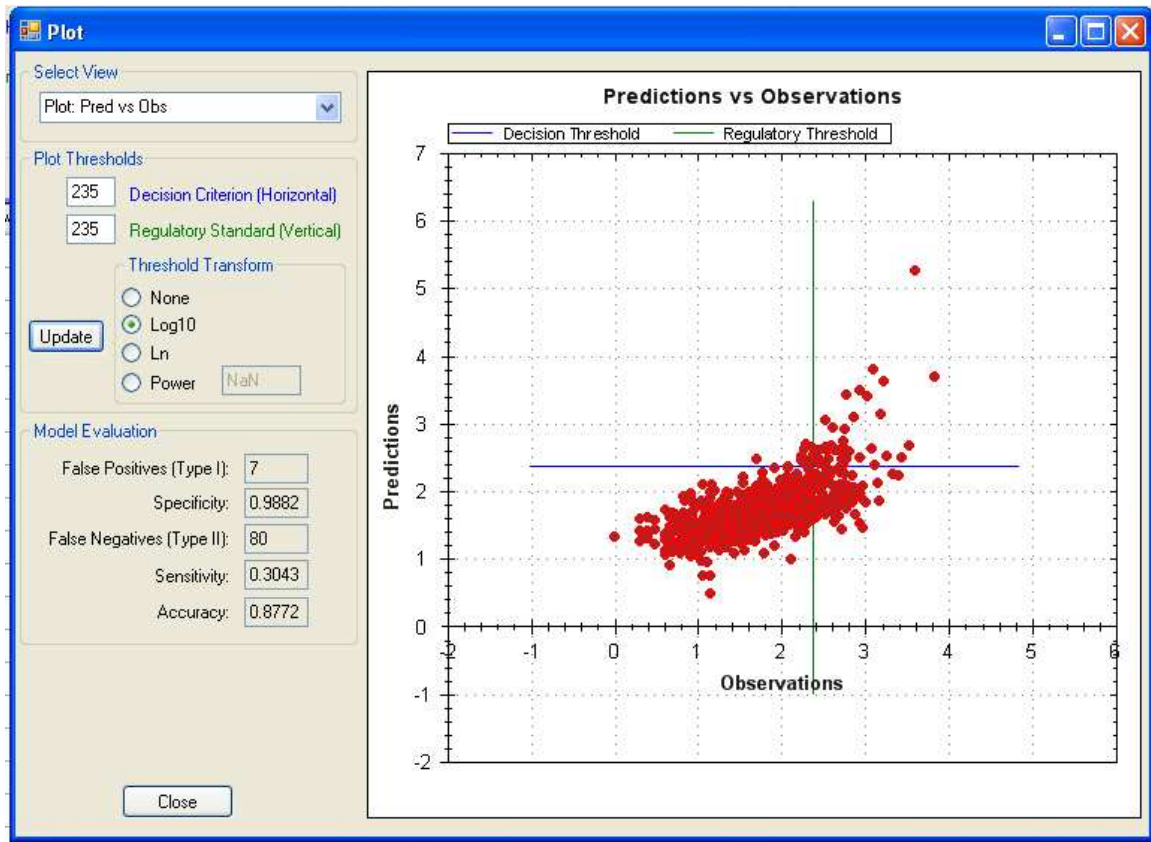 Plot
Select View
Plot: Pred vs Obs
Plot Thresholds
235 Decision Criterion (Horizontal)
235 Regulatory Standard (Vertical)
Threshold Transform
None
Log10
Ln
Power NaN
Update
Model Evaluation
False Positives (Type I): 7
Specificity: 0.9882
False Negatives (Type II): 80
Sensitivity: 0.3043
Accuracy: 0.8772
Close
Predictions vs Observations
Decision Threshold Regulatory Threshold
7
6
5
4
3
2
1
0
-1
-2
-2 -1 0 1 2 3 4 5 6
Predictions
Observations